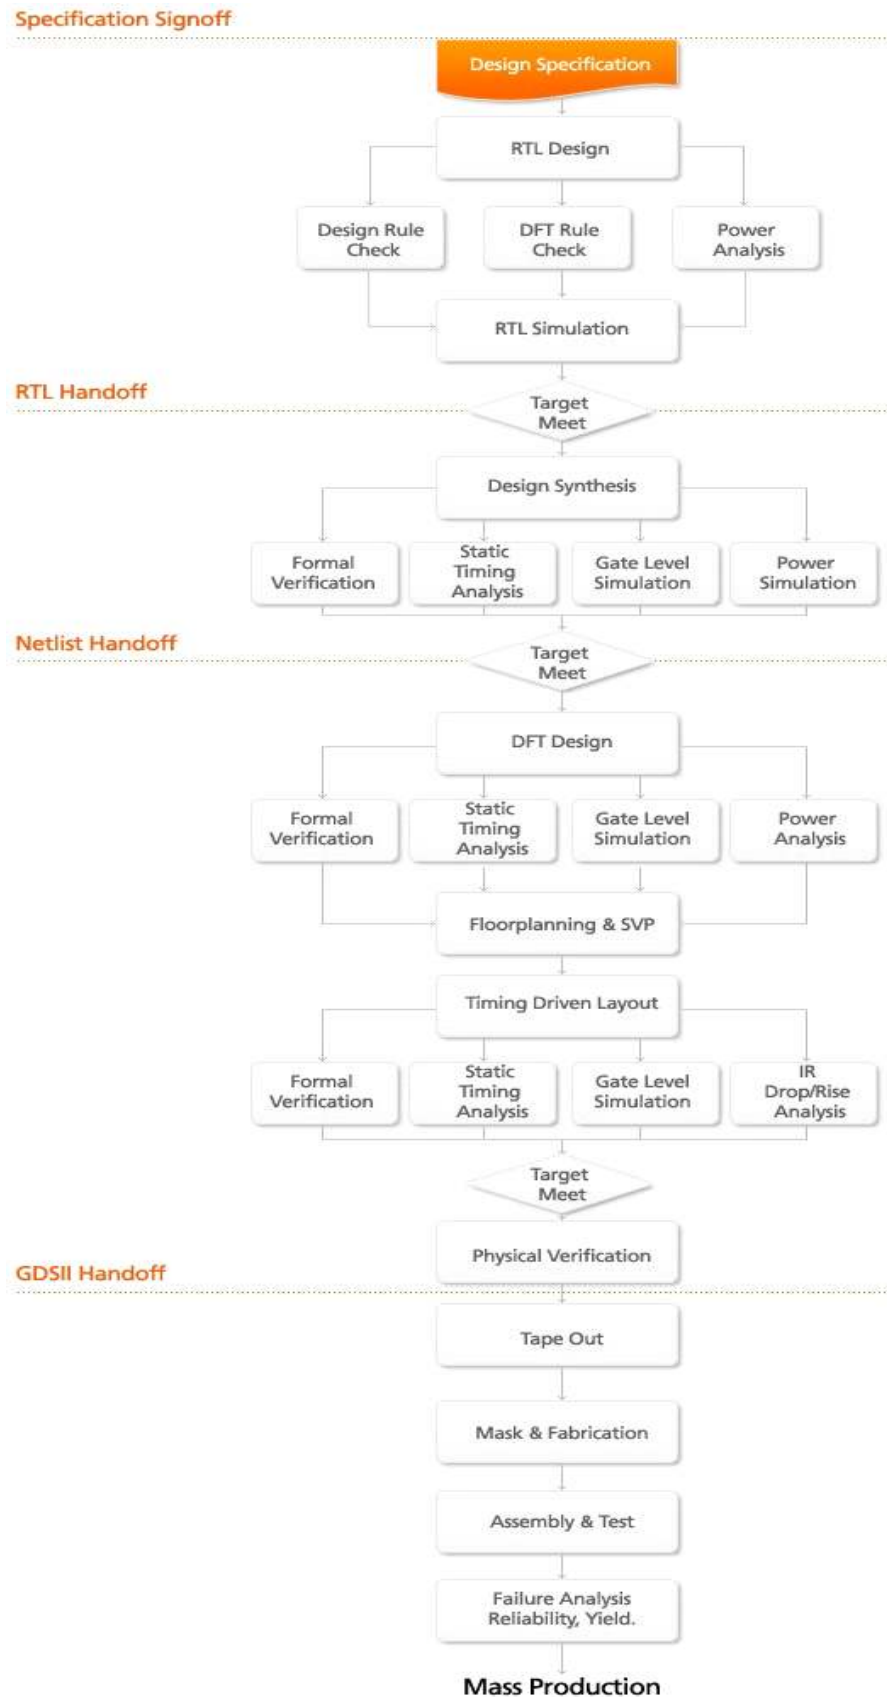 Specification Signoff
Design Specification
RTL Design
Design Rule
Check
DFT Rule
Check
Power
Analysis
RTL Simulation
RTL Handoff
Target
Meet
Design Synthesis
Formal
Verification
Static
Timing
Analysis
Gate Level
Simulation
Power
Simulation
Netlist Handoff
Target
Meet
DFT Design
Formal
Verification
Static
Timing
Analysis
Gate Level
Simulation
Power
Analysis
Floorplanning & SVP
Timing Driven Layout
Formal
Verification
Static
Timing
Analysis
Gate Level
Simulation
IR
Drop/Rise
Analysis
Target
Meet
Physical Verification
GDSII Handoff
Tape Out
Mask & Fabrication
Assembly & Test
Failure Analysis
Reliability, Yield.
Mass Production